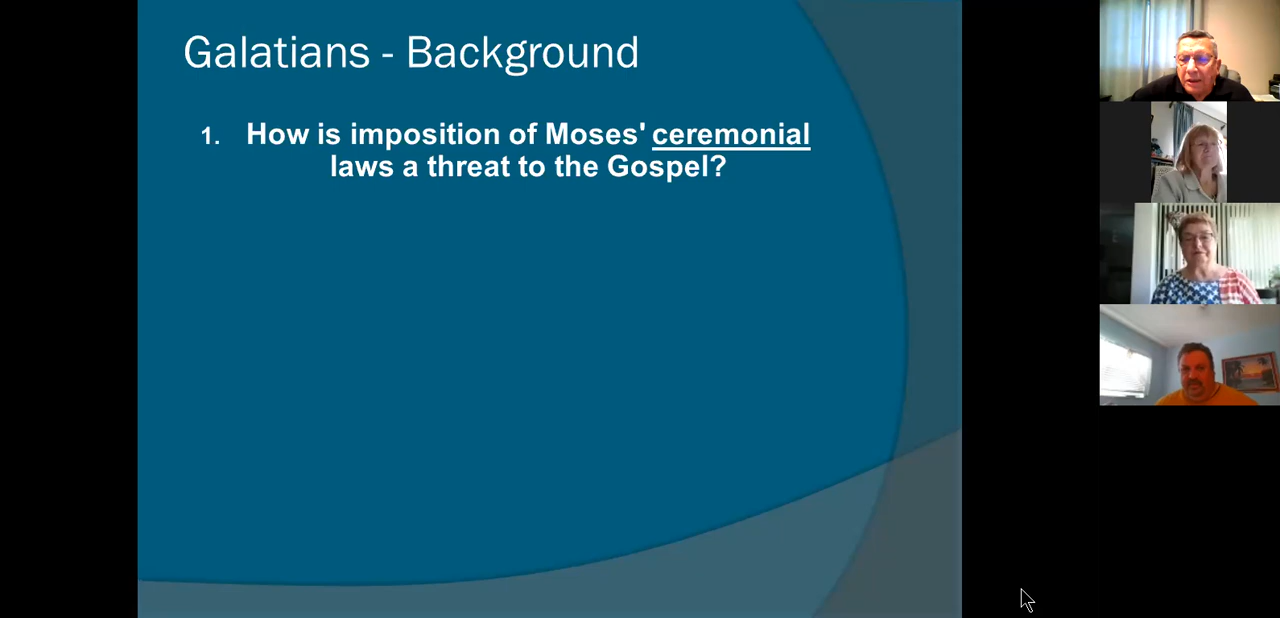 Galatians - Background
1. How is imposition of Moses' ceremonial
laws a threat to the Gospel?